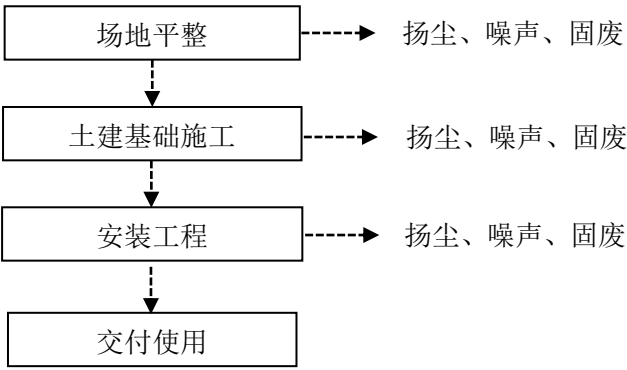 场地平整
扬尘、噪声、固废
土建基础施工
扬尘、噪声、固废
安装工程
扬尘、噪声、固废
交付使用